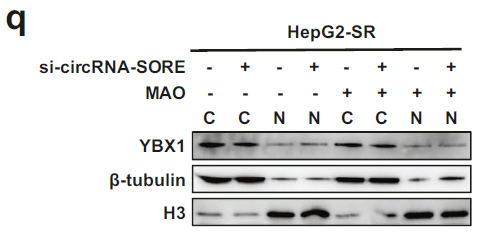 q
HepG2-SR
si-circRNA-SORE - + - + - + - +
MAO - - - - + + + +
C C N N C C N N
YBX1
β-tubulin
H3